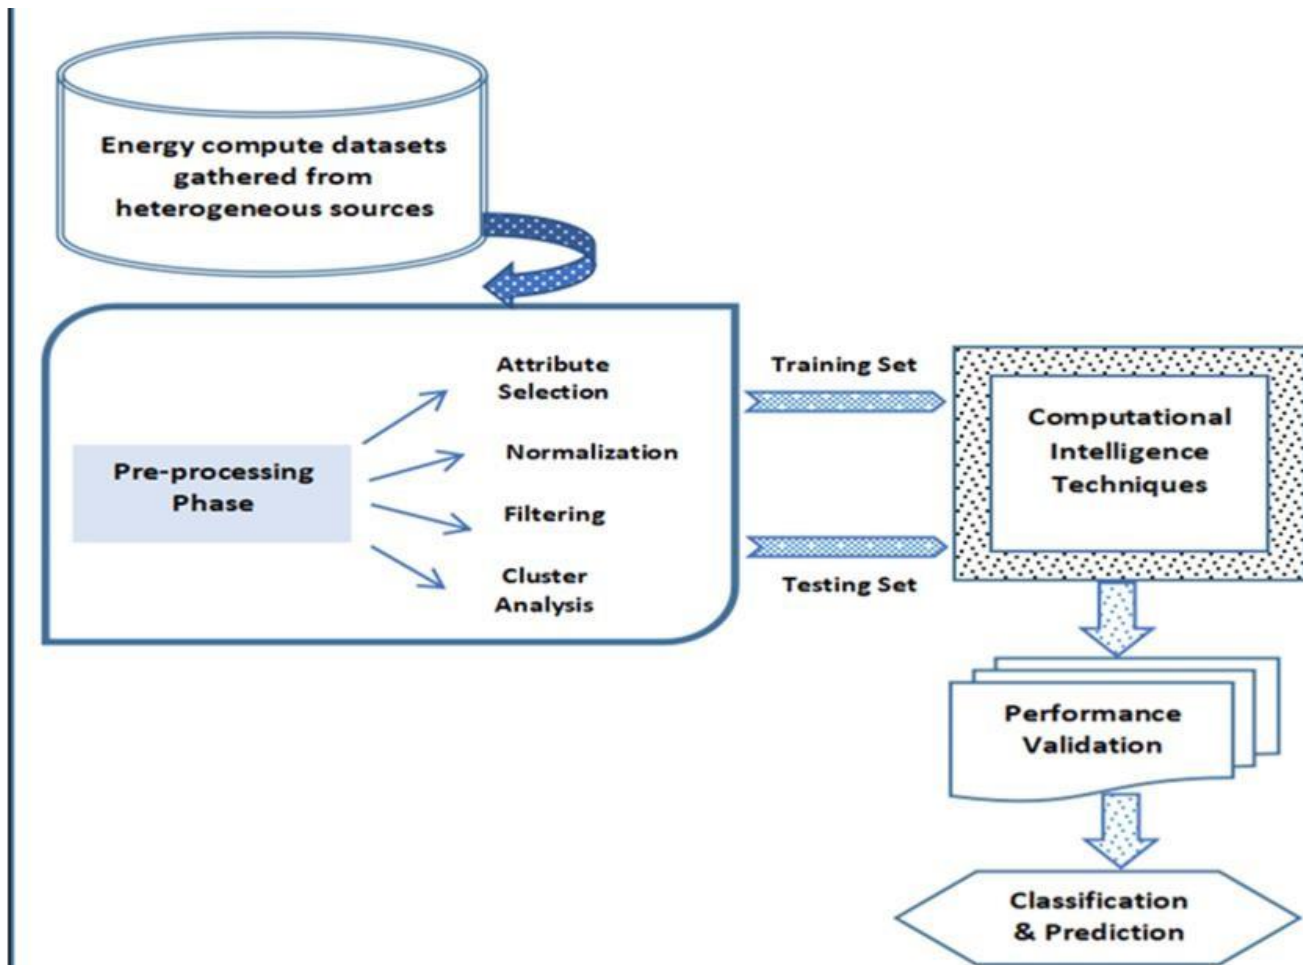 Energy compute datasets
gathered from
heterogeneous sources
Pre-processing
Phase
Attribute
Selection
Normalization
Filtering
Cluster
Analysis
Training Set
Testing Set
Computational
Intelligence
Techniques
Performance
Validation
Classification
& Prediction